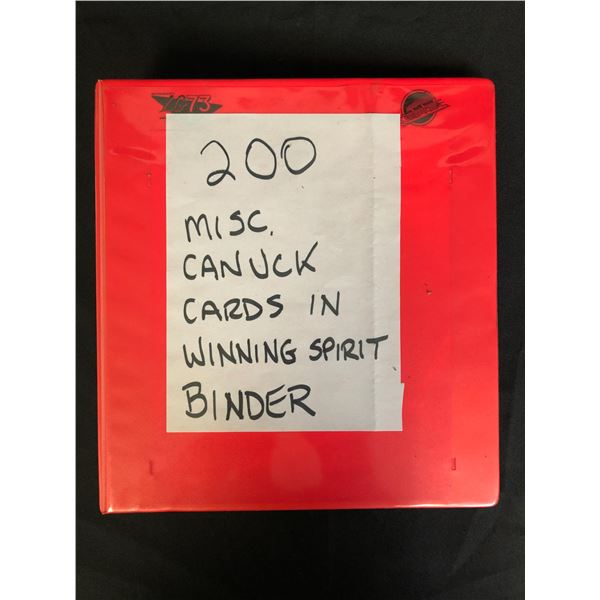 200
MISC.
CANUCK
CARDS IN
WINNING SPIRIT
BINDER